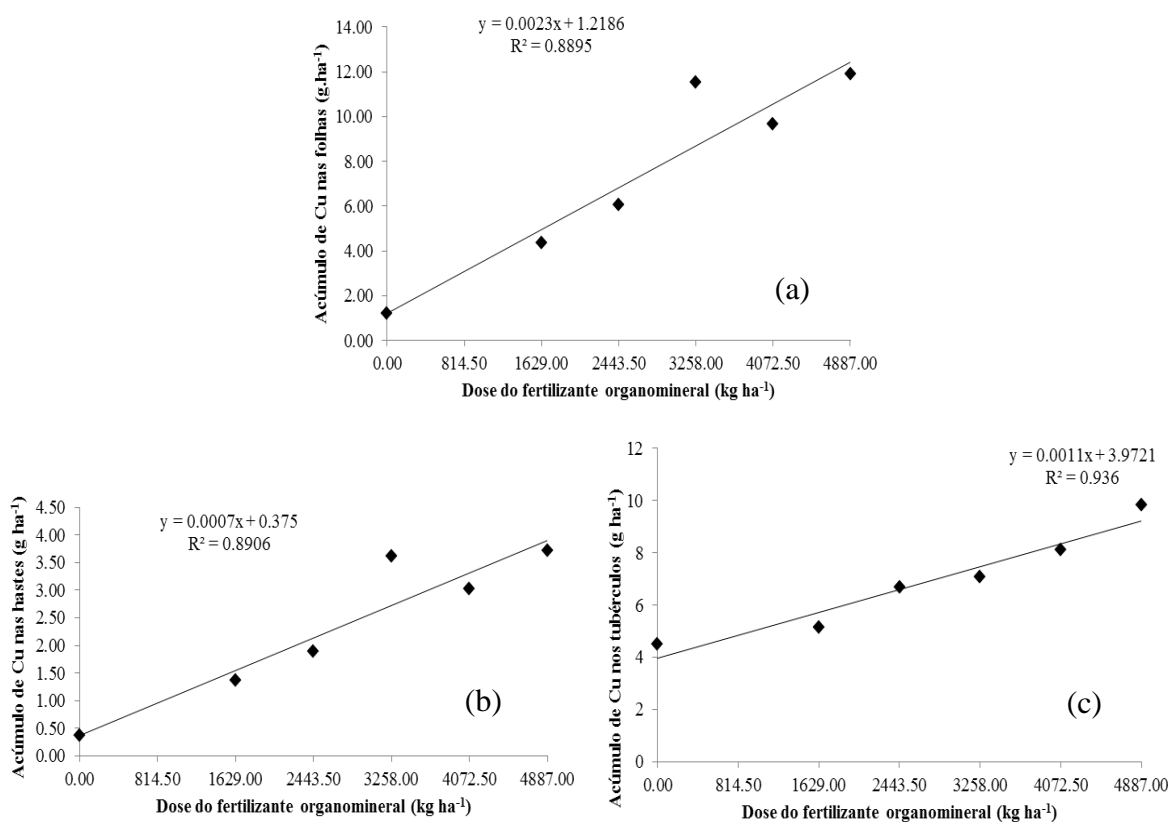 y = 0.0023x + 1.2186
R² = 0.8895
Acúmulo de Cu nas folhas (g.ha⁻¹)
14.00
12.00
10.00
8.00
6.00
4.00
2.00
0.00
(a)
0.00 814.50 1629.00 2443.50 3258.00 4072.50 4887.00
Dose do fertilizante organomineral (kg ha⁻¹)
y = 0.0007x + 0.375
R² = 0.8906
Acúmulo de Cu nas hastes (g ha⁻¹)
4.50
4.00
3.50
3.00
2.50
2.00
1.50
1.00
0.50
0.00
(b)
0.00 814.50 1629.00 2443.50 3258.00 4072.50 4887.00
Dose do fertilizante organomineral (kg ha⁻¹)
y = 0.0011x + 3.9721
R² = 0.936
Acúmulo de Cu nos tubérculos (g ha⁻¹)
12
10
8
6
4
2
0
(c)
0.00 814.50 1629.00 2443.50 3258.00 4072.50 4887.00
Dose do fertilizante organomineral (kg ha⁻¹)